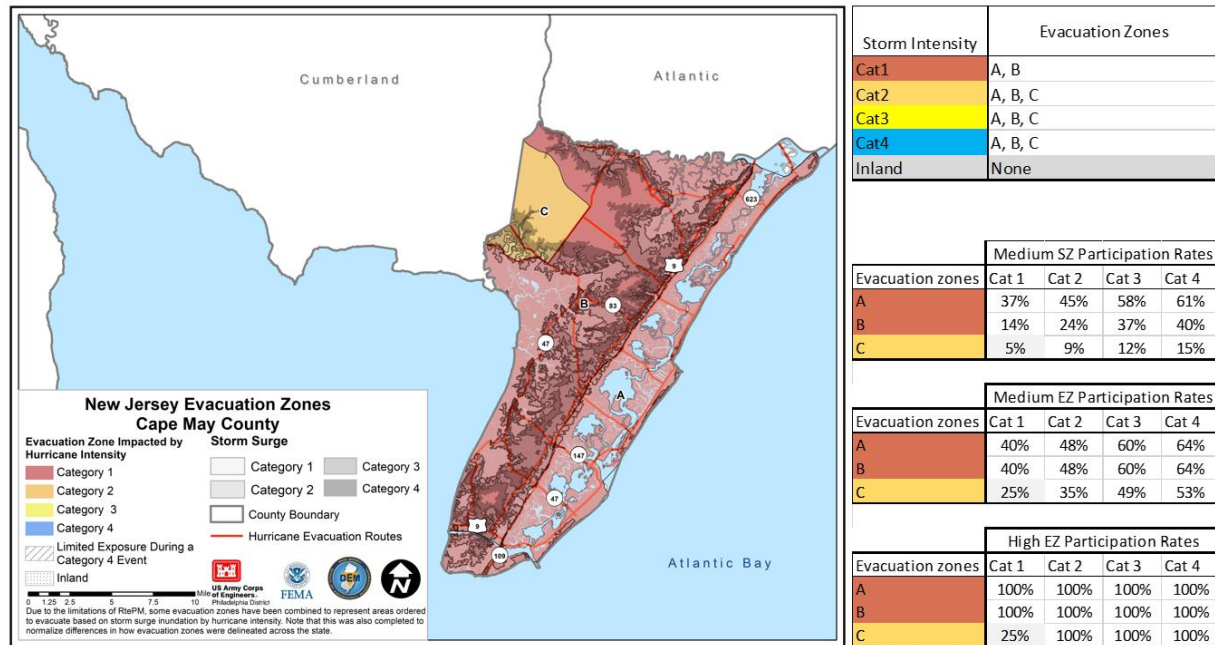 Cumberland
Atlantic
C
623
9
B
83
47
A
147
47
9
109
Atlantic Bay
New Jersey Evacuation Zones
Cape May County
Evacuation Zone Impacted by
Hurricane Intensity
Category 1
Category 2
Category 3
Category 4
Limited Exposure During a
Category 4 Event
Inland
Storm Surge
Category 1
Category 2
Category 3
Category 4
County Boundary
Hurricane Evacuation Routes
0 1.25 2.5 5 7.5 10 Mile
US Army Corps
of Engineers.
Philadelphia District
FEMA
OEM
N
Due to the limitations of RtePM, some evacuation zones have been combined to represent areas ordered
to evacuate based on storm surge inundation by hurricane intensity. Note that this was also completed to
normalize differences in how evacuation zones were delineated across the state.
Storm Intensity Evacuation Zones
Cat1 A, B
Cat2 A, B, C
Cat3 A, B, C
Cat4 A, B, C
Inland None
Medium SZ Participation Rates
Evacuation zones Cat 1 Cat 2 Cat 3 Cat 4
A 37% 45% 58% 61%
B 14% 24% 37% 40%
C 5% 9% 12% 15%
Medium EZ Participation Rates
Evacuation zones Cat 1 Cat 2 Cat 3 Cat 4
A 40% 48% 60% 64%
B 40% 48% 60% 64%
C 25% 35% 49% 53%
High EZ Participation Rates
Evacuation zones Cat 1 Cat 2 Cat 3 Cat 4
A 100% 100% 100% 100%
B 100% 100% 100% 100%
C 25% 100% 100% 100%